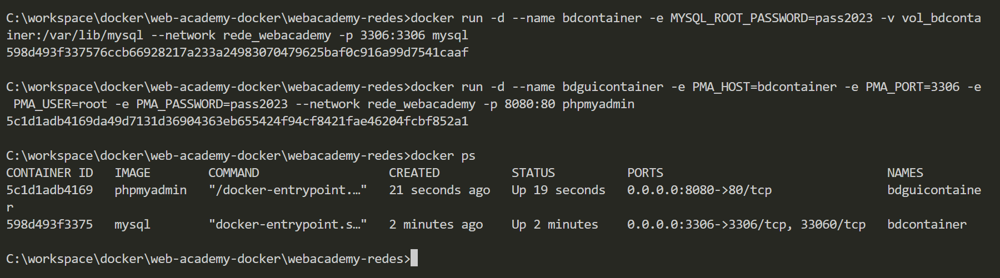 C:\workspace\docker\web-academy-docker\webacademy-redes>docker run -d --name bdcontainer -e MYSQL_ROOT_PASSWORD=pass2023 -v vol_bdconta
iner:/var/lib/mysql --network rede_webacademy -p 3306:3306 mysql
598d493f337576ccb66928217a233a24983070479625baf0c916a99d7541caaf
C:\workspace\docker\web-academy-docker\webacademy-redes>docker run -d --name bdguicontainer -e PMA_HOST=bdcontainer -e PMA_PORT=3306 -e
 PMA_USER=root -e PMA_PASSWORD=pass2023 --network rede_webacademy -p 8080:80 phpmyadmin
5c1d1adb4169da49d7131d36904363eb655424f94cf8421fae46204fcbf852a1
C:\workspace\docker\web-academy-docker\webacademy-redes>docker ps
CONTAINER ID   IMAGE        COMMAND                  CREATED          STATUS          PORTS                               NAMES
5c1d1adb4169   phpmyadmin   "/docker-entrypoint.…"   21 seconds ago   Up 19 seconds   0.0.0.0:8080->80/tcp                bdguicontaine
r
598d493f3375   mysql        "docker-entrypoint.s…"   2 minutes ago    Up 2 minutes    0.0.0.0:3306->3306/tcp, 33060/tcp   bdcontainer
C:\workspace\docker\web-academy-docker\webacademy-redes>